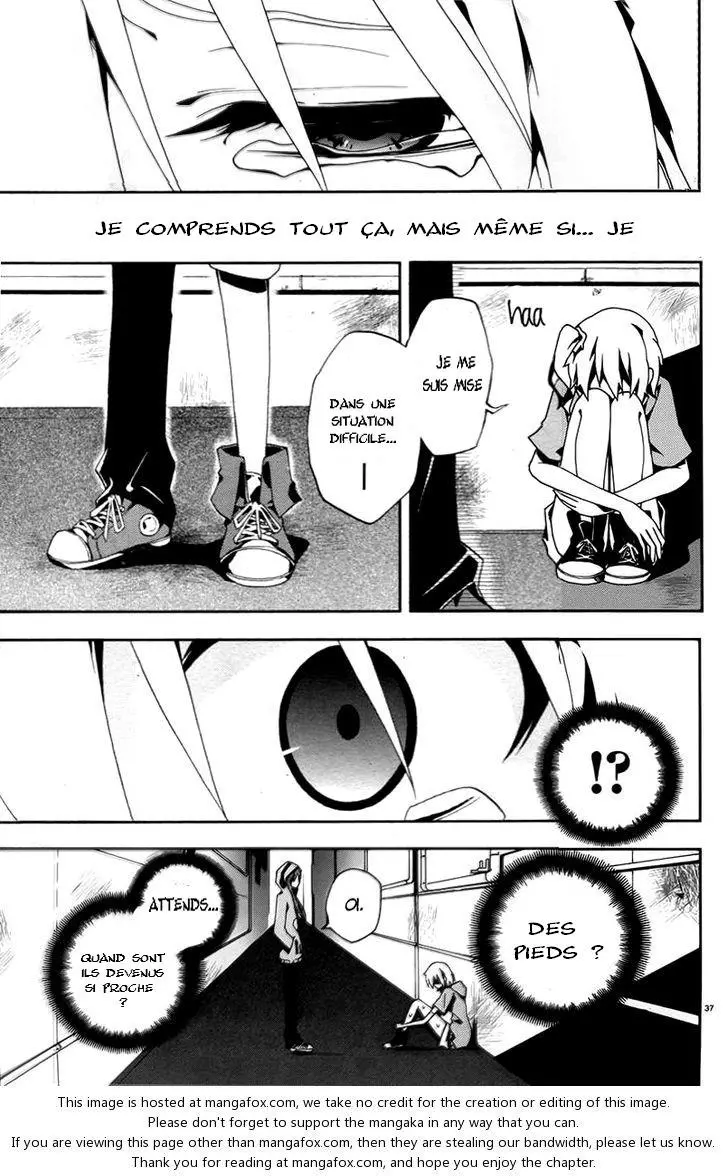 JE COMPRENDS TOUT ÇA, MAIS MÊME SI... JE
haa
JE ME
SUIS MISE
DANS UNE
SITUATION
DIFFICILE...
!?
DES
PIEDS ?
OI.
ATTENDS...
QUAND SONT
ILS DEVENUS
SI PROCHE
?
37
This image is hosted at mangafox.com, we take no credit for the creation or editing of this image.
Please don't forget to support the mangaka in any way that you can.
If you are viewing this page other than mangafox.com, then they are stealing our bandwidth, please let us know.
Thank you for reading at mangafox.com, and hope you enjoy the chapter.